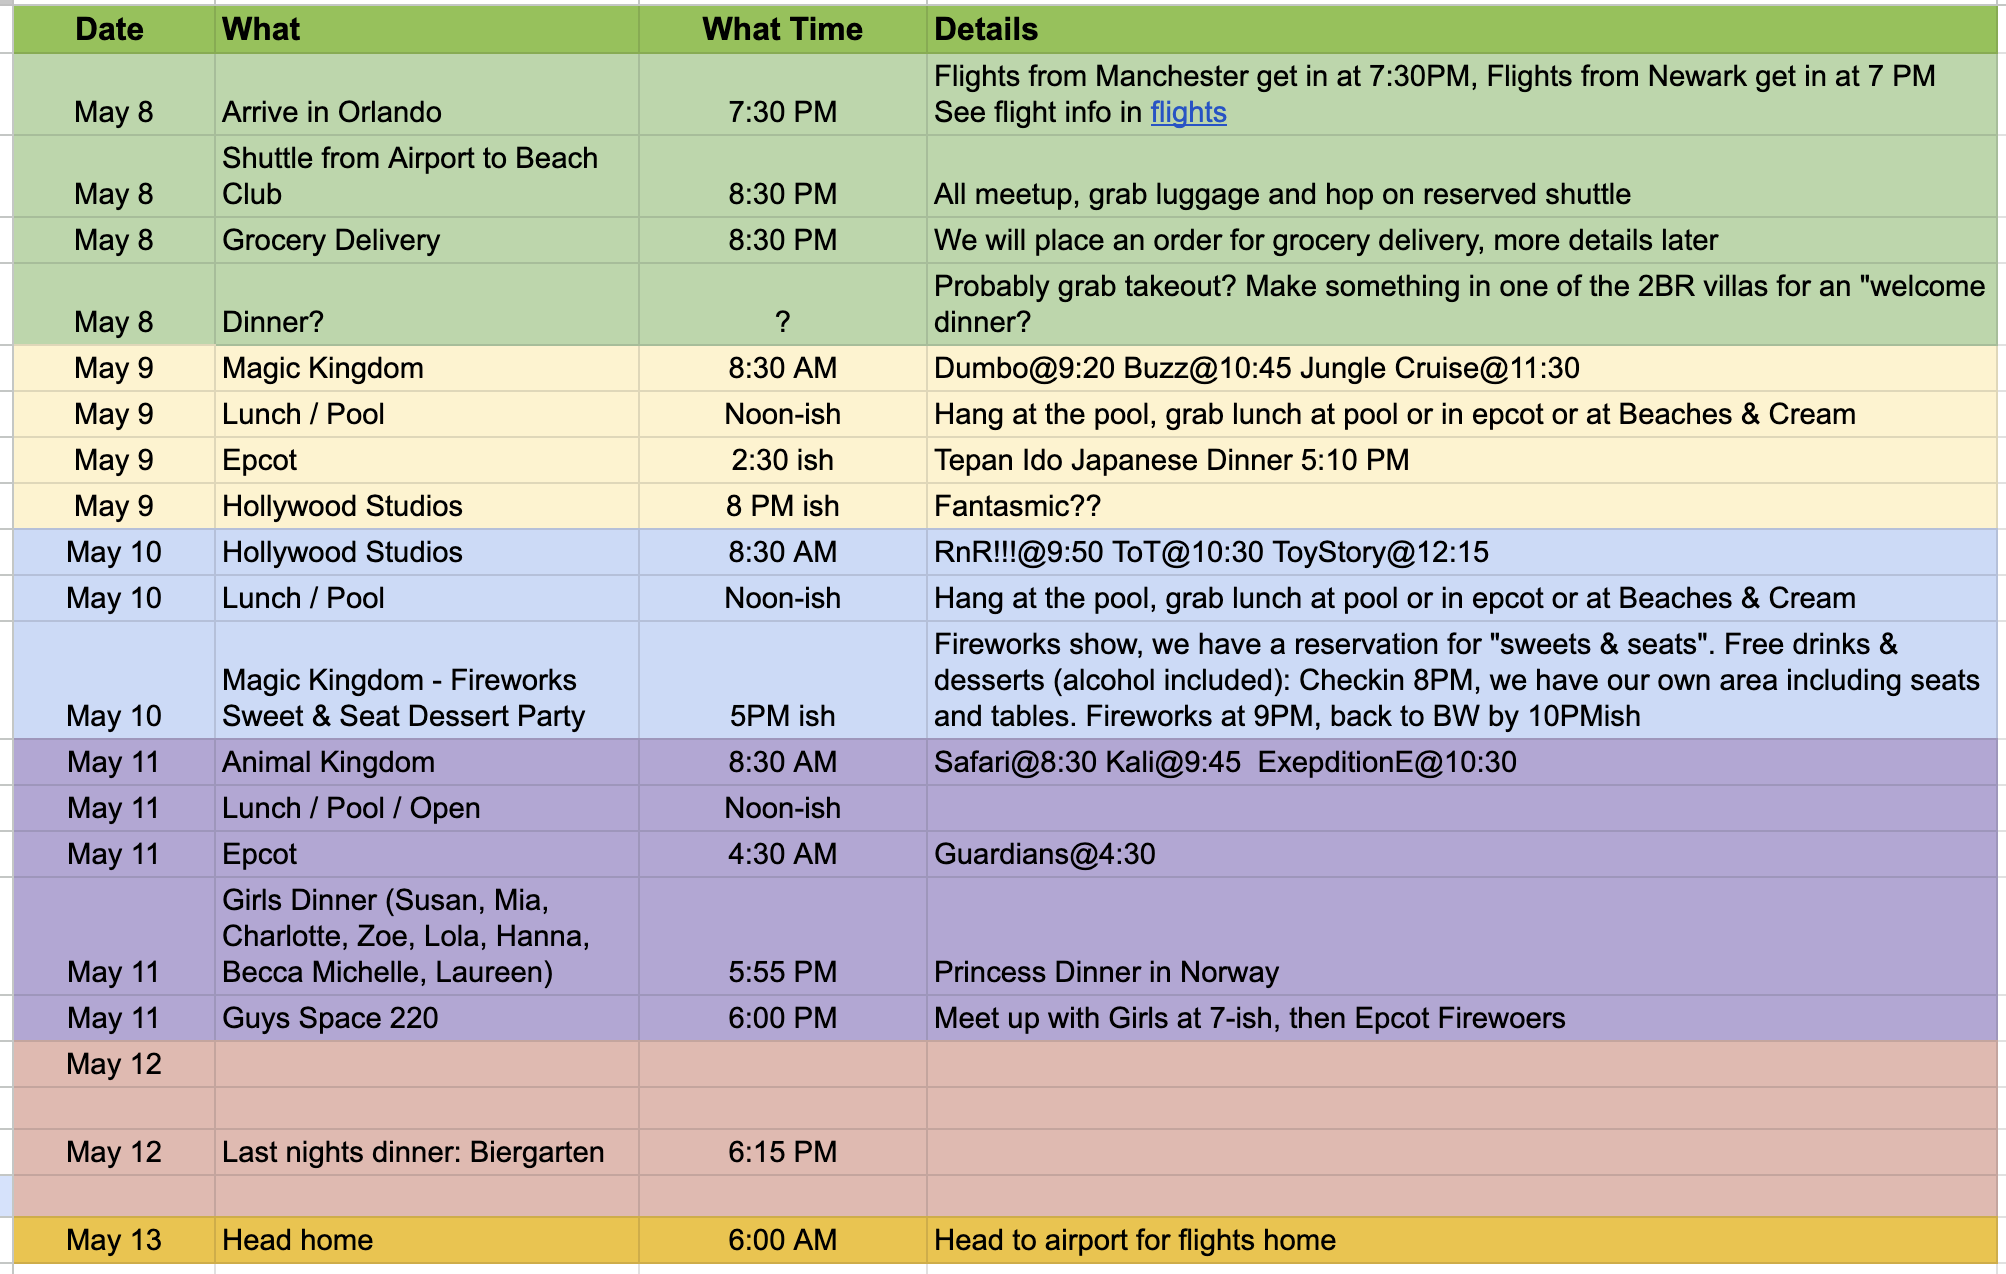 Date What What Time Details
Flights from Manchester get in at 7:30PM, Flights from Newark get in at 7 PM
May 8 Arrive in Orlando 7:30 PM See flight info in flights
Shuttle from Airport to Beach
May 8 Club 8:30 PM All meetup, grab luggage and hop on reserved shuttle
May 8 Grocery Delivery 8:30 PM We will place an order for grocery delivery, more details later
Probably grab takeout? Make something in one of the 2BR villas for an "welcome
May 8 Dinner? ? dinner?
May 9 Magic Kingdom 8:30 AM Dumbo@9:20 Buzz@10:45 Jungle Cruise@11:30
May 9 Lunch / Pool Noon-ish Hang at the pool, grab lunch at pool or in epcot or at Beaches & Cream
May 9 Epcot 2:30 ish Tepan Ido Japanese Dinner 5:10 PM
May 9 Hollywood Studios 8 PM ish Fantasmic??
May 10 Hollywood Studios 8:30 AM RnR!!!@9:50 ToT@10:30 ToyStory@12:15
May 10 Lunch / Pool Noon-ish Hang at the pool, grab lunch at pool or in epcot or at Beaches & Cream
Fireworks show, we have a reservation for "sweets & seats". Free drinks &
Magic Kingdom - Fireworks desserts (alcohol included): Checkin 8PM, we have our own area including seats
May 10 Sweet & Seat Dessert Party 5PM ish and tables. Fireworks at 9PM, back to BW by 10PMish
May 11 Animal Kingdom 8:30 AM Safari@8:30 Kali@9:45  ExepditionE@10:30
May 11 Lunch / Pool / Open Noon-ish
May 11 Epcot 4:30 AM Guardians@4:30
Girls Dinner (Susan, Mia,
Charlotte, Zoe, Lola, Hanna,
May 11 Becca Michelle, Laureen) 5:55 PM Princess Dinner in Norway
May 11 Guys Space 220 6:00 PM Meet up with Girls at 7-ish, then Epcot Firewoers
May 12
May 12 Last nights dinner: Biergarten 6:15 PM
May 13 Head home 6:00 AM Head to airport for flights home